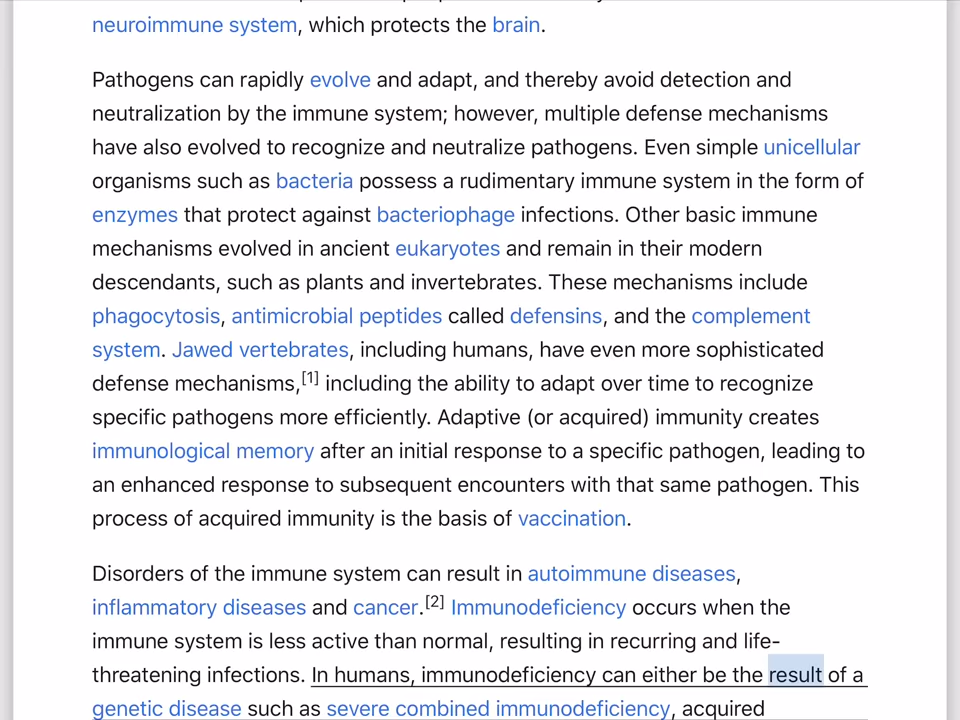 neuroimmune system, which protects the brain.
Pathogens can rapidly evolve and adapt, and thereby avoid detection and
neutralization by the immune system; however, multiple defense mechanisms
have also evolved to recognize and neutralize pathogens. Even simple unicellular
organisms such as bacteria possess a rudimentary immune system in the form of
enzymes that protect against bacteriophage infections. Other basic immune
mechanisms evolved in ancient eukaryotes and remain in their modern
descendants, such as plants and invertebrates. These mechanisms include
phagocytosis, antimicrobial peptides called defensins, and the complement
system. Jawed vertebrates, including humans, have even more sophisticated
defense mechanisms,[1] including the ability to adapt over time to recognize
specific pathogens more efficiently. Adaptive (or acquired) immunity creates
immunological memory after an initial response to a specific pathogen, leading to
an enhanced response to subsequent encounters with that same pathogen. This
process of acquired immunity is the basis of vaccination.
Disorders of the immune system can result in autoimmune diseases,
inflammatory diseases and cancer.[2] Immunodeficiency occurs when the
immune system is less active than normal, resulting in recurring and life-
threatening infections. In humans, immunodeficiency can either be the result of a
genetic disease such as severe combined immunodeficiency, acquired